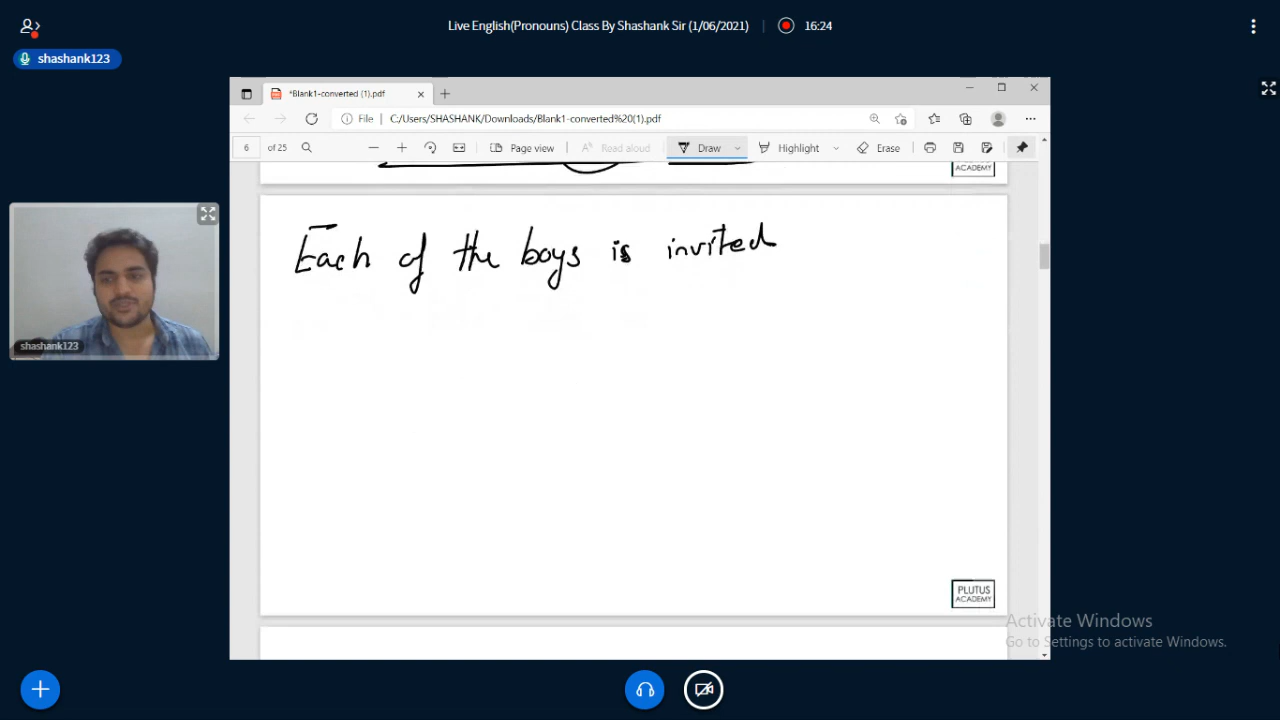 Live English(Pronouns) Class By Shashank Sir (1/06/2021)
16:24
shashank123
*Blank1-converted (1).pdf
File
C:/Users/SHASHANK/Downloads/Blank1-converted%20(1).pdf
6 of 25
Page view
Read aloud
Draw
Highlight
Erase
ACADEMY
Each of the boys is invited
shashank123
PLUTUS
ACADEMY
Activate Windows
Go to Settings to activate Windows.